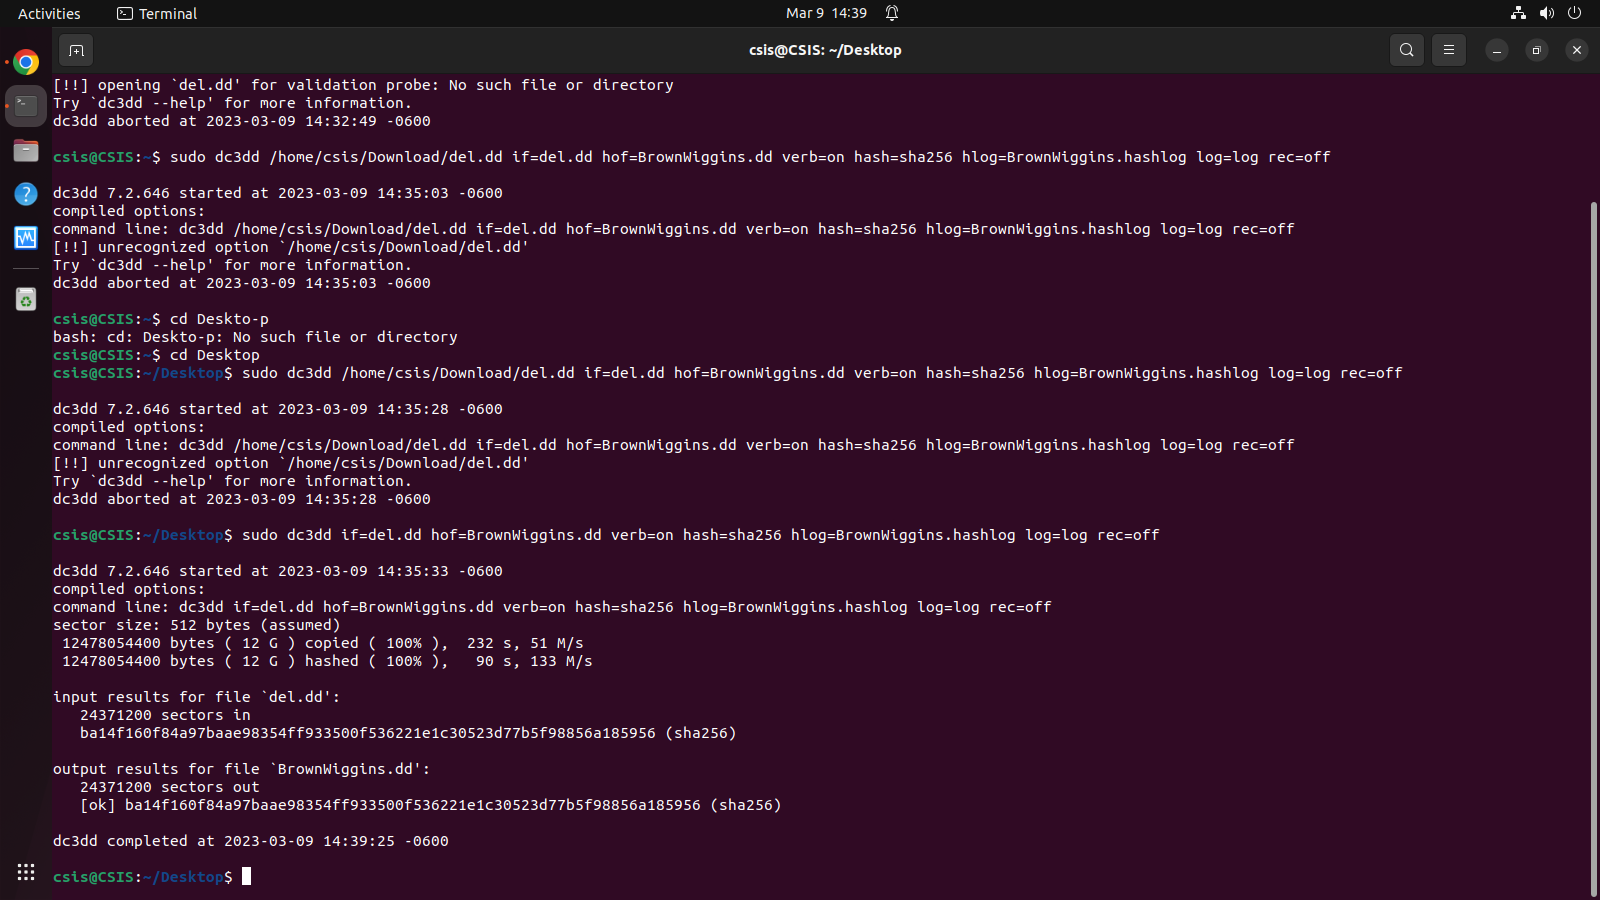 Activities
Terminal
Mar 9 14:39
csis@CSIS: ~/Desktop
[!!] opening `del.dd' for validation probe: No such file or directory
Try `dc3dd --help' for more information.
dc3dd aborted at 2023-03-09 14:32:49 -0600
csis@CSIS:~$ sudo dc3dd /home/csis/Download/del.dd if=del.dd hof=BrownWiggins.dd verb=on hash=sha256 hlog=BrownWiggins.hashlog log=log rec=off
dc3dd 7.2.646 started at 2023-03-09 14:35:03 -0600
compiled options:
command line: dc3dd /home/csis/Download/del.dd if=del.dd hof=BrownWiggins.dd verb=on hash=sha256 hlog=BrownWiggins.hashlog log=log rec=off
[!!] unrecognized option `/home/csis/Download/del.dd'
Try `dc3dd --help' for more information.
dc3dd aborted at 2023-03-09 14:35:03 -0600
csis@CSIS:~$ cd Deskto-p
bash: cd: Deskto-p: No such file or directory
csis@CSIS:~$ cd Desktop
csis@CSIS:~/Desktop$ sudo dc3dd /home/csis/Download/del.dd if=del.dd hof=BrownWiggins.dd verb=on hash=sha256 hlog=BrownWiggins.hashlog log=log rec=off
dc3dd 7.2.646 started at 2023-03-09 14:35:28 -0600
compiled options:
command line: dc3dd /home/csis/Download/del.dd if=del.dd hof=BrownWiggins.dd verb=on hash=sha256 hlog=BrownWiggins.hashlog log=log rec=off
[!!] unrecognized option `/home/csis/Download/del.dd'
Try `dc3dd --help' for more information.
dc3dd aborted at 2023-03-09 14:35:28 -0600
csis@CSIS:~/Desktop$ sudo dc3dd if=del.dd hof=BrownWiggins.dd verb=on hash=sha256 hlog=BrownWiggins.hashlog log=log rec=off
dc3dd 7.2.646 started at 2023-03-09 14:35:33 -0600
compiled options:
command line: dc3dd if=del.dd hof=BrownWiggins.dd verb=on hash=sha256 hlog=BrownWiggins.hashlog log=log rec=off
sector size: 512 bytes (assumed)
12478054400 bytes ( 12 G ) copied ( 100% ),  232 s, 51 M/s
12478054400 bytes ( 12 G ) hashed ( 100% ),   90 s, 133 M/s
input results for file `del.dd':
24371200 sectors in
ba14f160f84a97baae98354ff933500f536221e1c30523d77b5f98856a185956 (sha256)
output results for file `BrownWiggins.dd':
24371200 sectors out
[ok] ba14f160f84a97baae98354ff933500f536221e1c30523d77b5f98856a185956 (sha256)
dc3dd completed at 2023-03-09 14:39:25 -0600
csis@CSIS:~/Desktop$